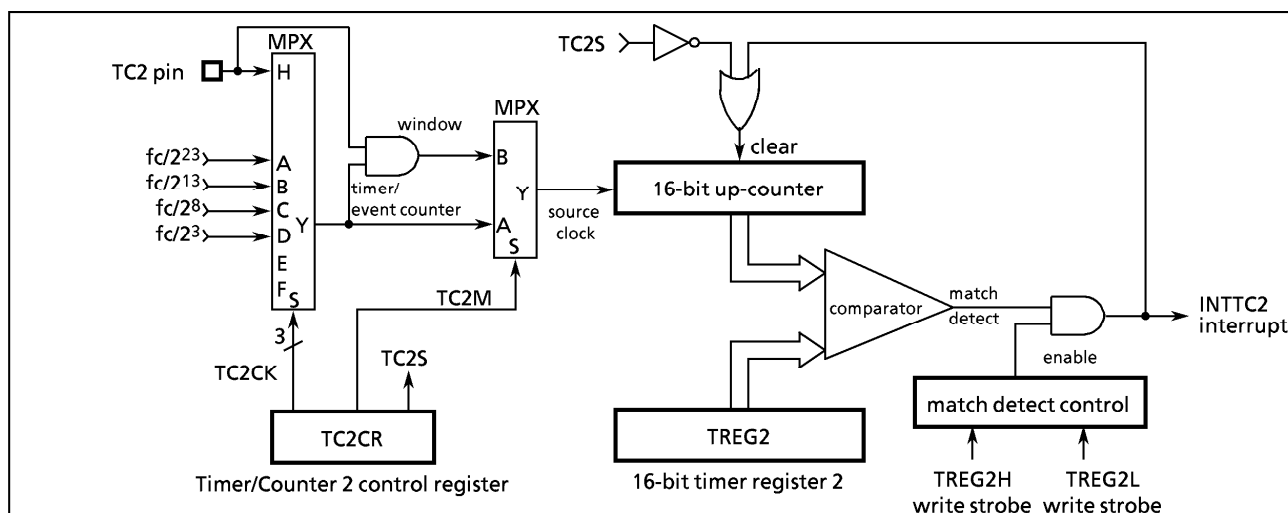 MPX
TC2 pin
H
fc/2²³
A
fc/2¹³
B
fc/2⁸
C
fc/2³
D
E
F
S
Y
window
timer/
event counter
MPX
B
Y
A
S
source
clock
TC2S
clear
16-bit up-counter
comparator
match
detect
enable
INTTC2
interrupt
match detect control
TREG2H
write strobe
TREG2L
write strobe
TREG2
16-bit timer register 2
3
TC2CK
TC2M
TC2S
TC2CR
Timer/Counter 2 control register